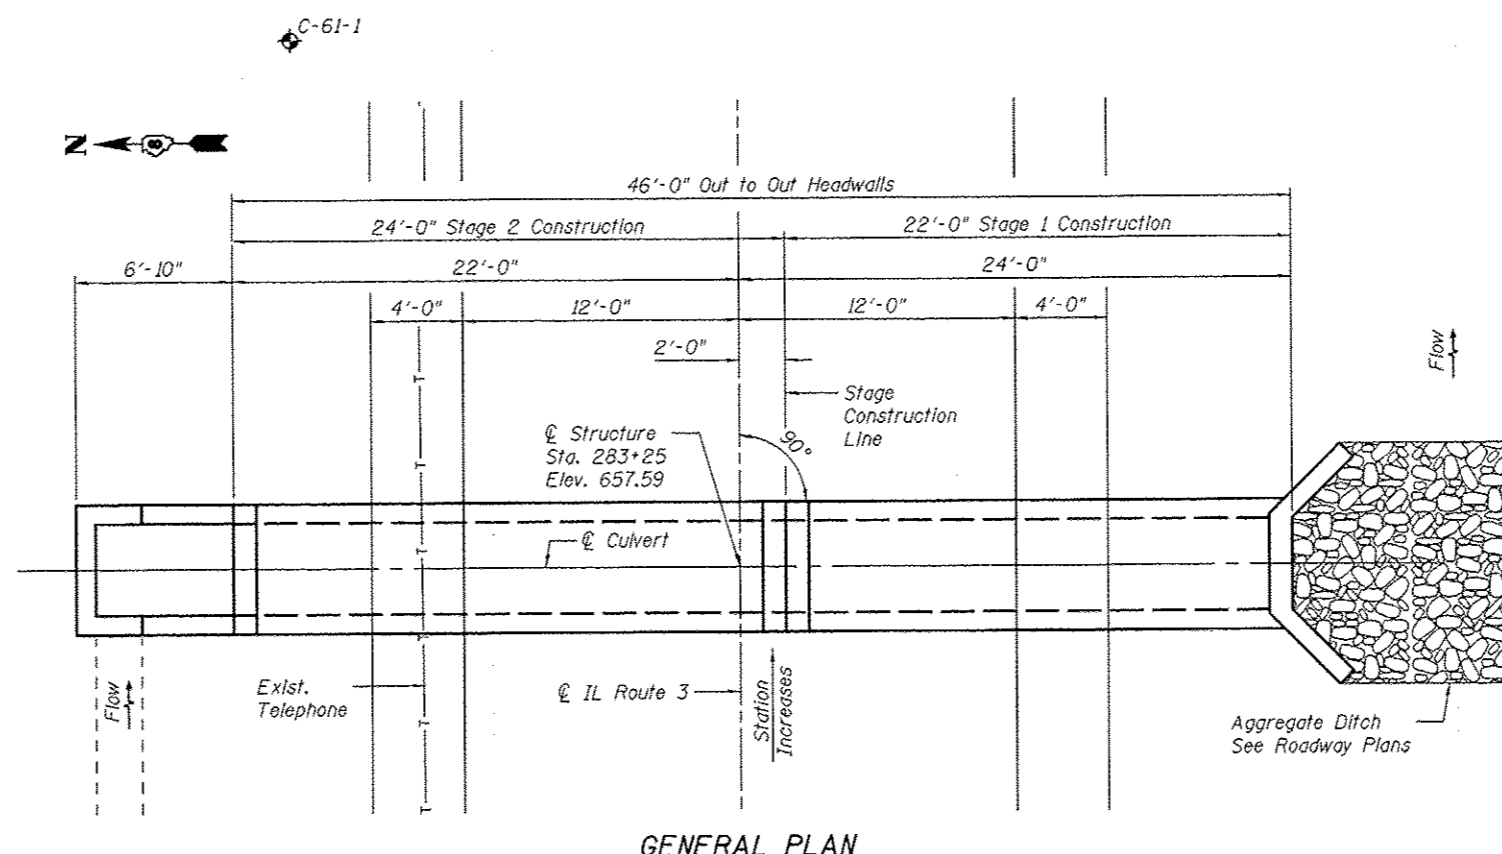 C-61-1
N
8
46'-0" Out to Out Headwalls
24'-0" Stage 2 Construction
22'-0" Stage 1 Construction
6'-10"
22'-0"
24'-0"
4'-0"
12'-0"
12'-0"
4'-0"
2'-0"
Flow
Stage
Construction
Line
℄ Structure
Sta. 283+25
Elev. 657.59
90°
T
T
℄ Culvert
T
T
Exist.
Telephone
Flow
℄ IL Route 3
Station
Increases
T
T
Aggregate Ditch
See Roadway Plans
GENERAL PLAN